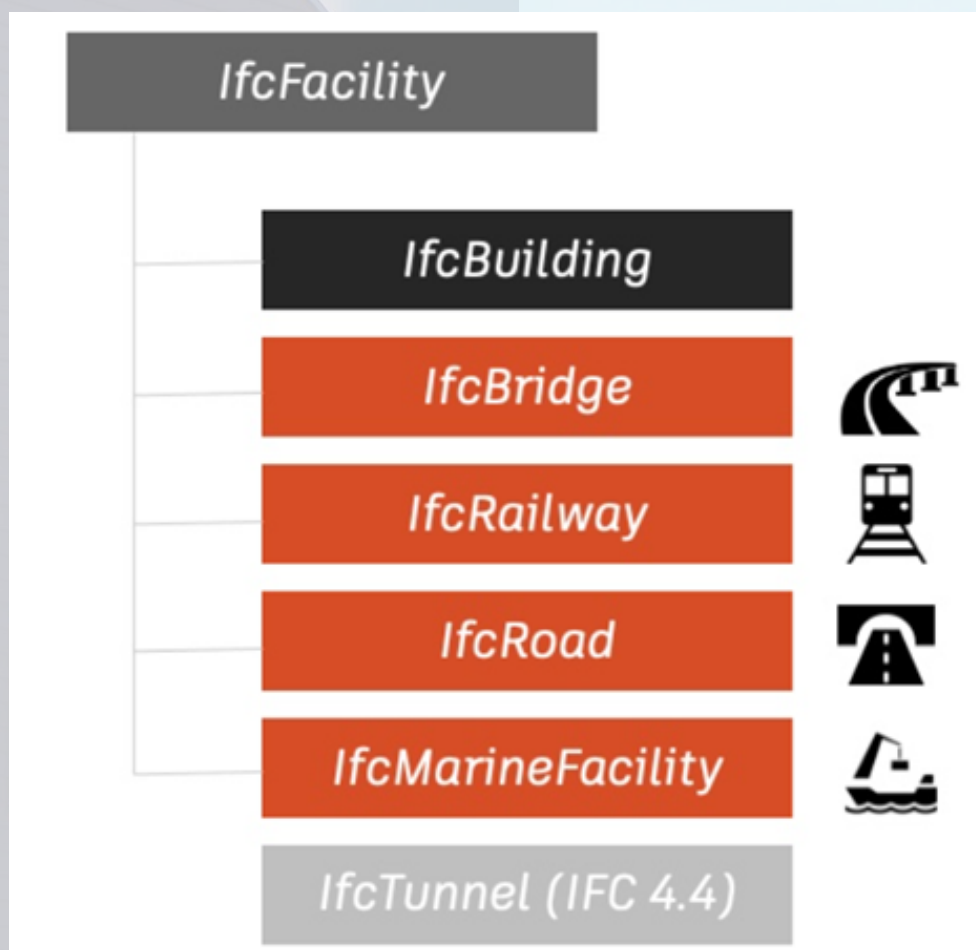 IfcFacility
IfcBuilding
IfcBridge
IfcRailway
IfcRoad
IfcMarineFacility
IfcTunnel (IFC 4.4)